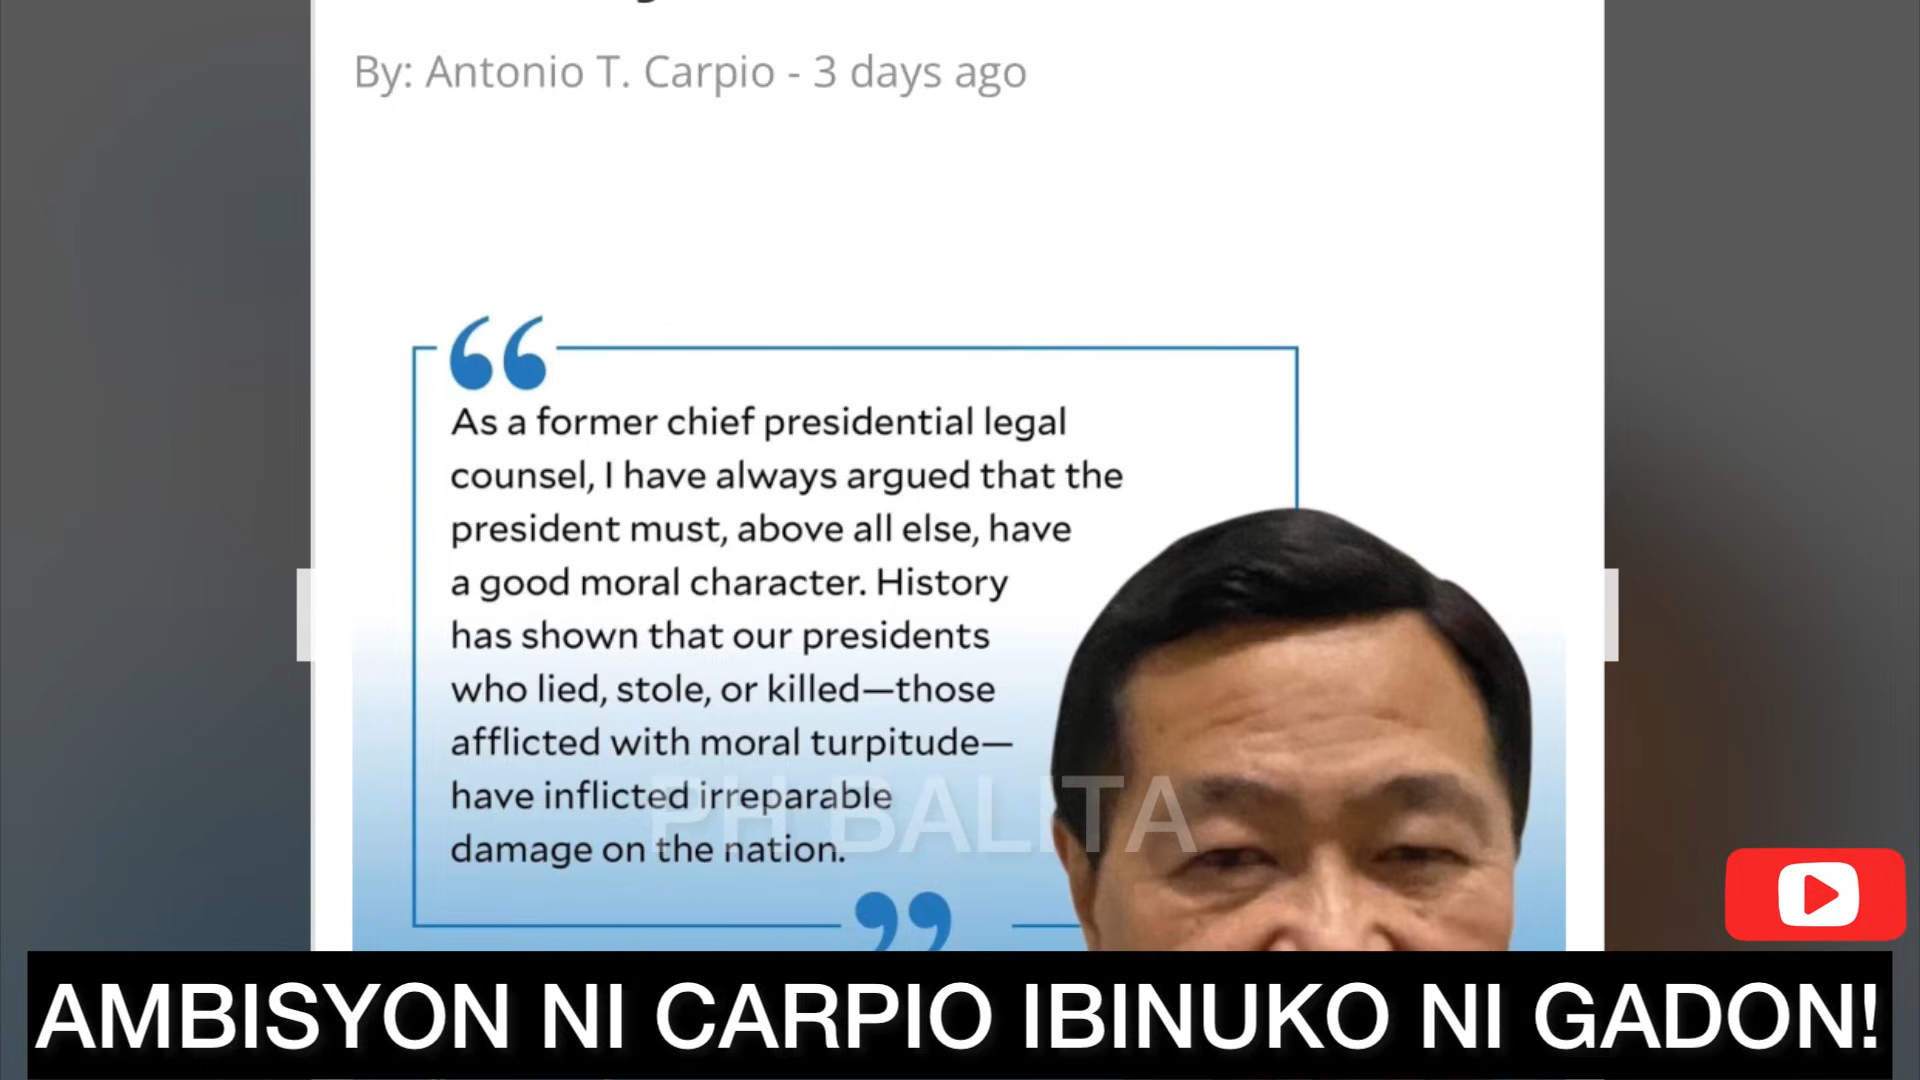 By: Antonio T. Carpio - 3 days ago
“
As a former chief presidential legal
counsel, I have always argued that the
president must, above all else, have
a good moral character. History
has shown that our presidents
who lied, stole, or killed—those
afflicted with moral turpitude—
have inflicted irreparable
damage on the nation.
”
PH BALITA
AMBISYON NI CARPIO IBINUKO NI GADON!